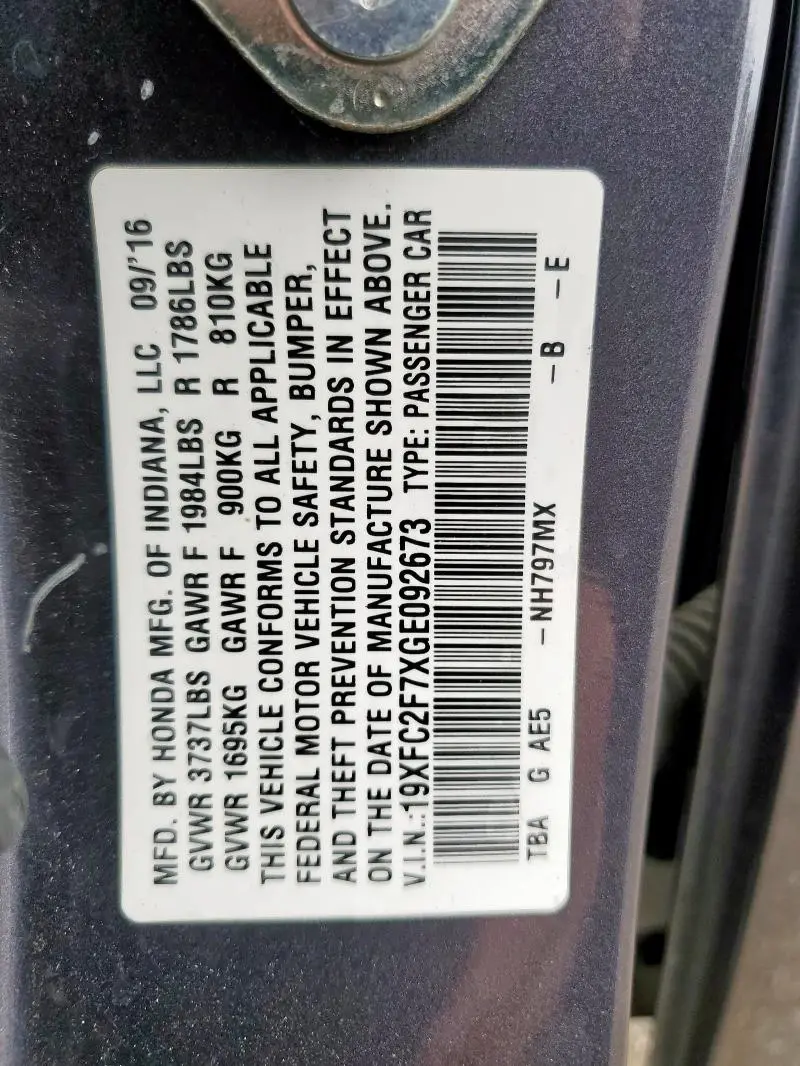 MFD. BY HONDA MFG. OF INDIANA, LLC 09/'16
GVWR 3737LBS GAWR F 1984LBS R 1786LBS
GVWR 1695KG GAWR F 900KG R 810KG
THIS VEHICLE CONFORMS TO ALL APPLICABLE
FEDERAL MOTOR VEHICLE SAFETY, BUMPER,
AND THEFT PREVENTION STANDARDS IN EFFECT
ON THE DATE OF MANUFACTURE SHOWN ABOVE.
V.I.N.:19XFC2F7XGE092673 TYPE: PASSENGER CAR
TBA G AE5 -NH797MX -B -E